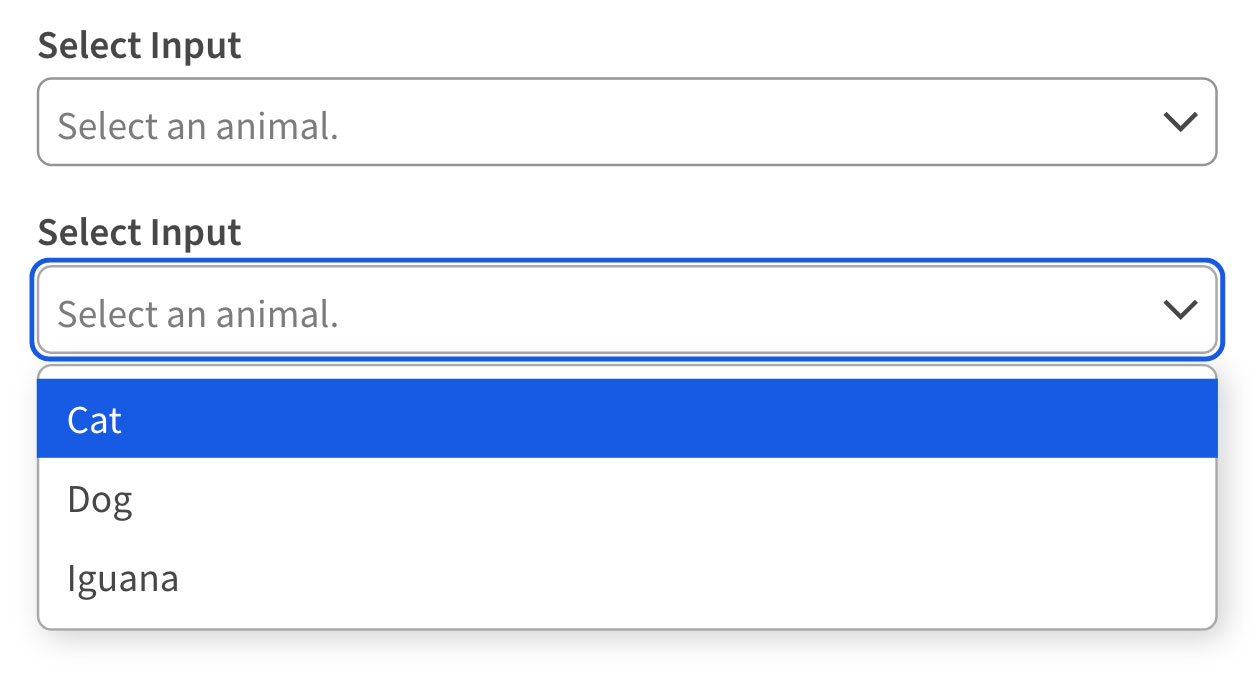 Select Input
Select an animal.
Select Input
Select an animal.
Cat
Dog
Iguana